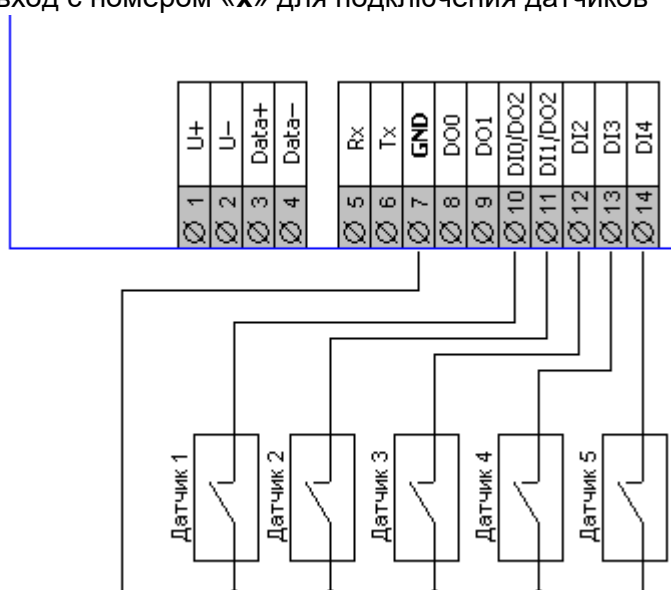 вход с номером «х» для подключения датчиков
U+
U−
Data+
Data−
Rx
Tx
GND
DO0
DO1
DI0/DO2
DI1/DO2
DI2
DI3
DI4
Ø 1
Ø 2
Ø 3
Ø 4
Ø 5
Ø 6
Ø 7
Ø 8
Ø 9
Ø 10
Ø 11
Ø 12
Ø 13
Ø 14
Датчик 1
Датчик 2
Датчик 3
Датчик 4
Датчик 5